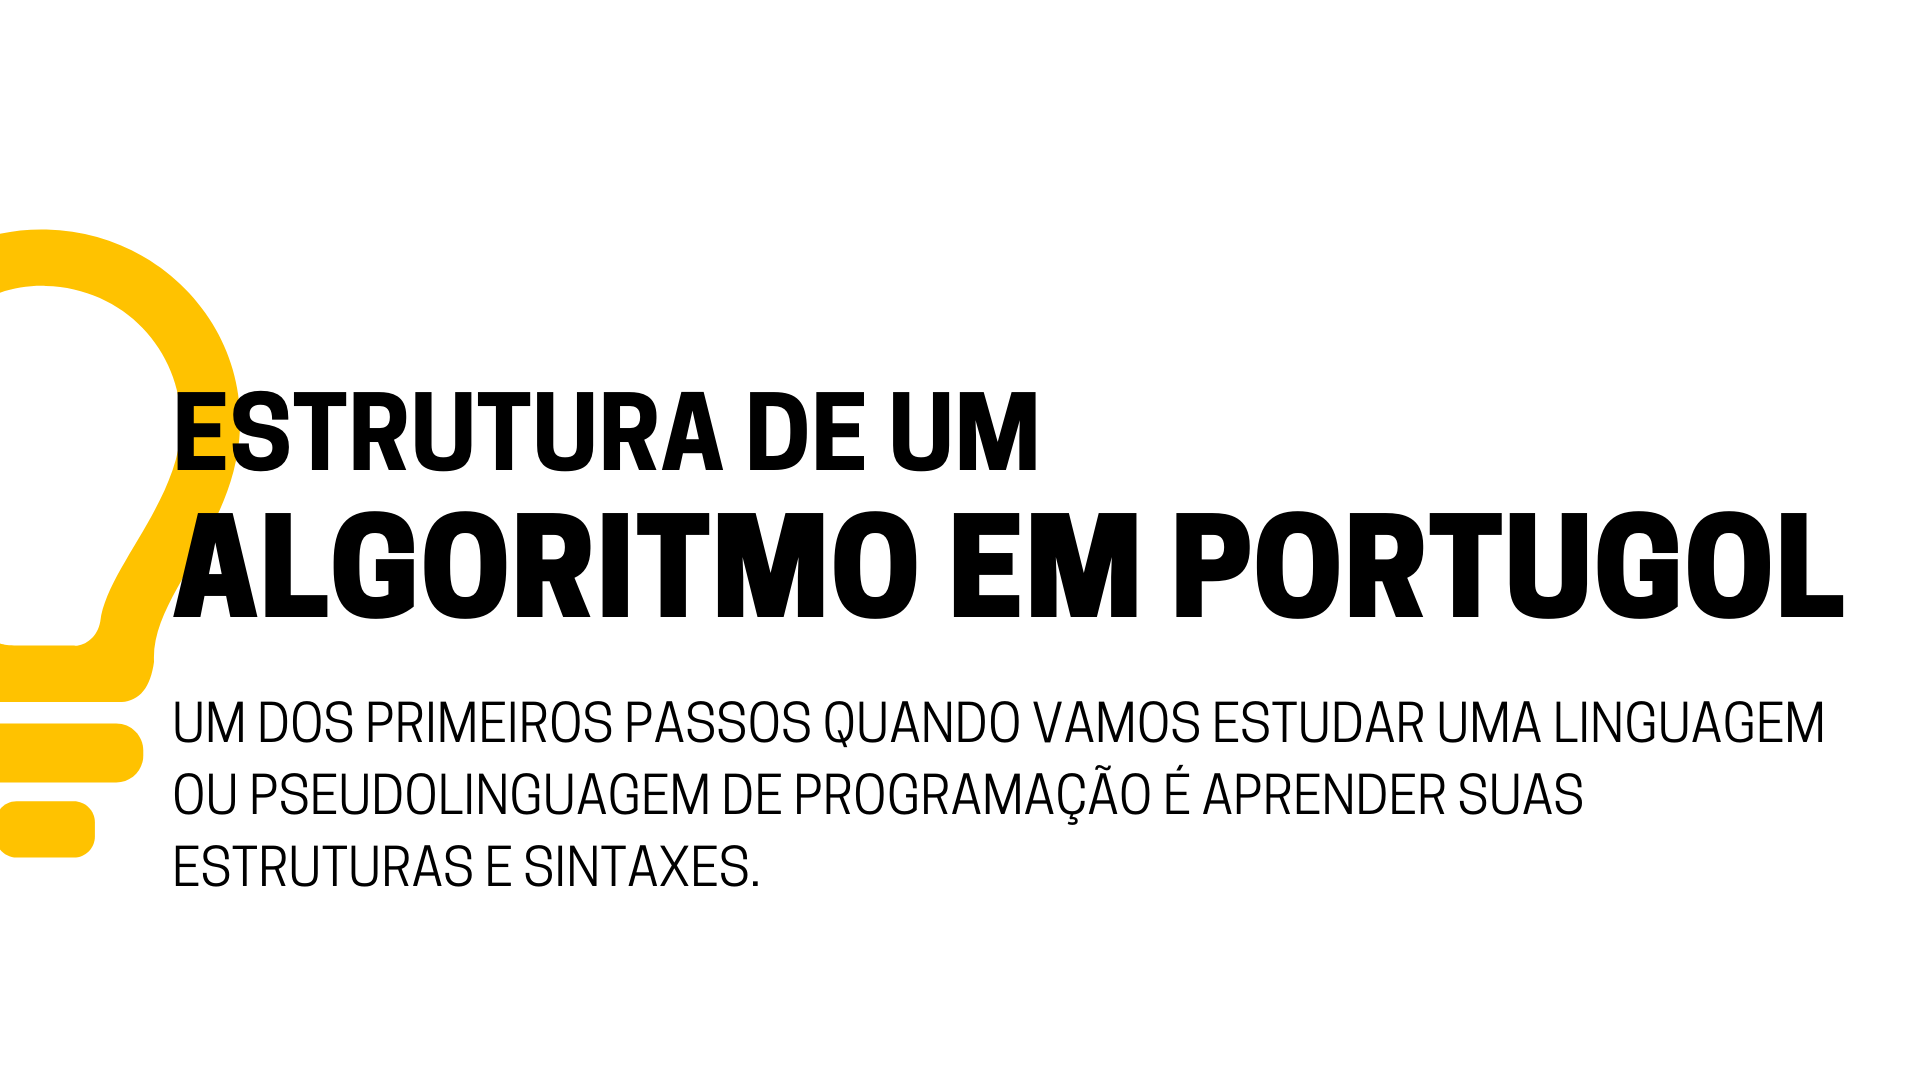 ESTRUTURA DE UM
ALGORITMO EM PORTUGOL
UM DOS PRIMEIROS PASSOS QUANDO VAMOS ESTUDAR UMA LINGUAGEM
OU PSEUDOLINGUAGEM DE PROGRAMAÇÃO É APRENDER SUAS
ESTRUTURAS E SINTAXES.